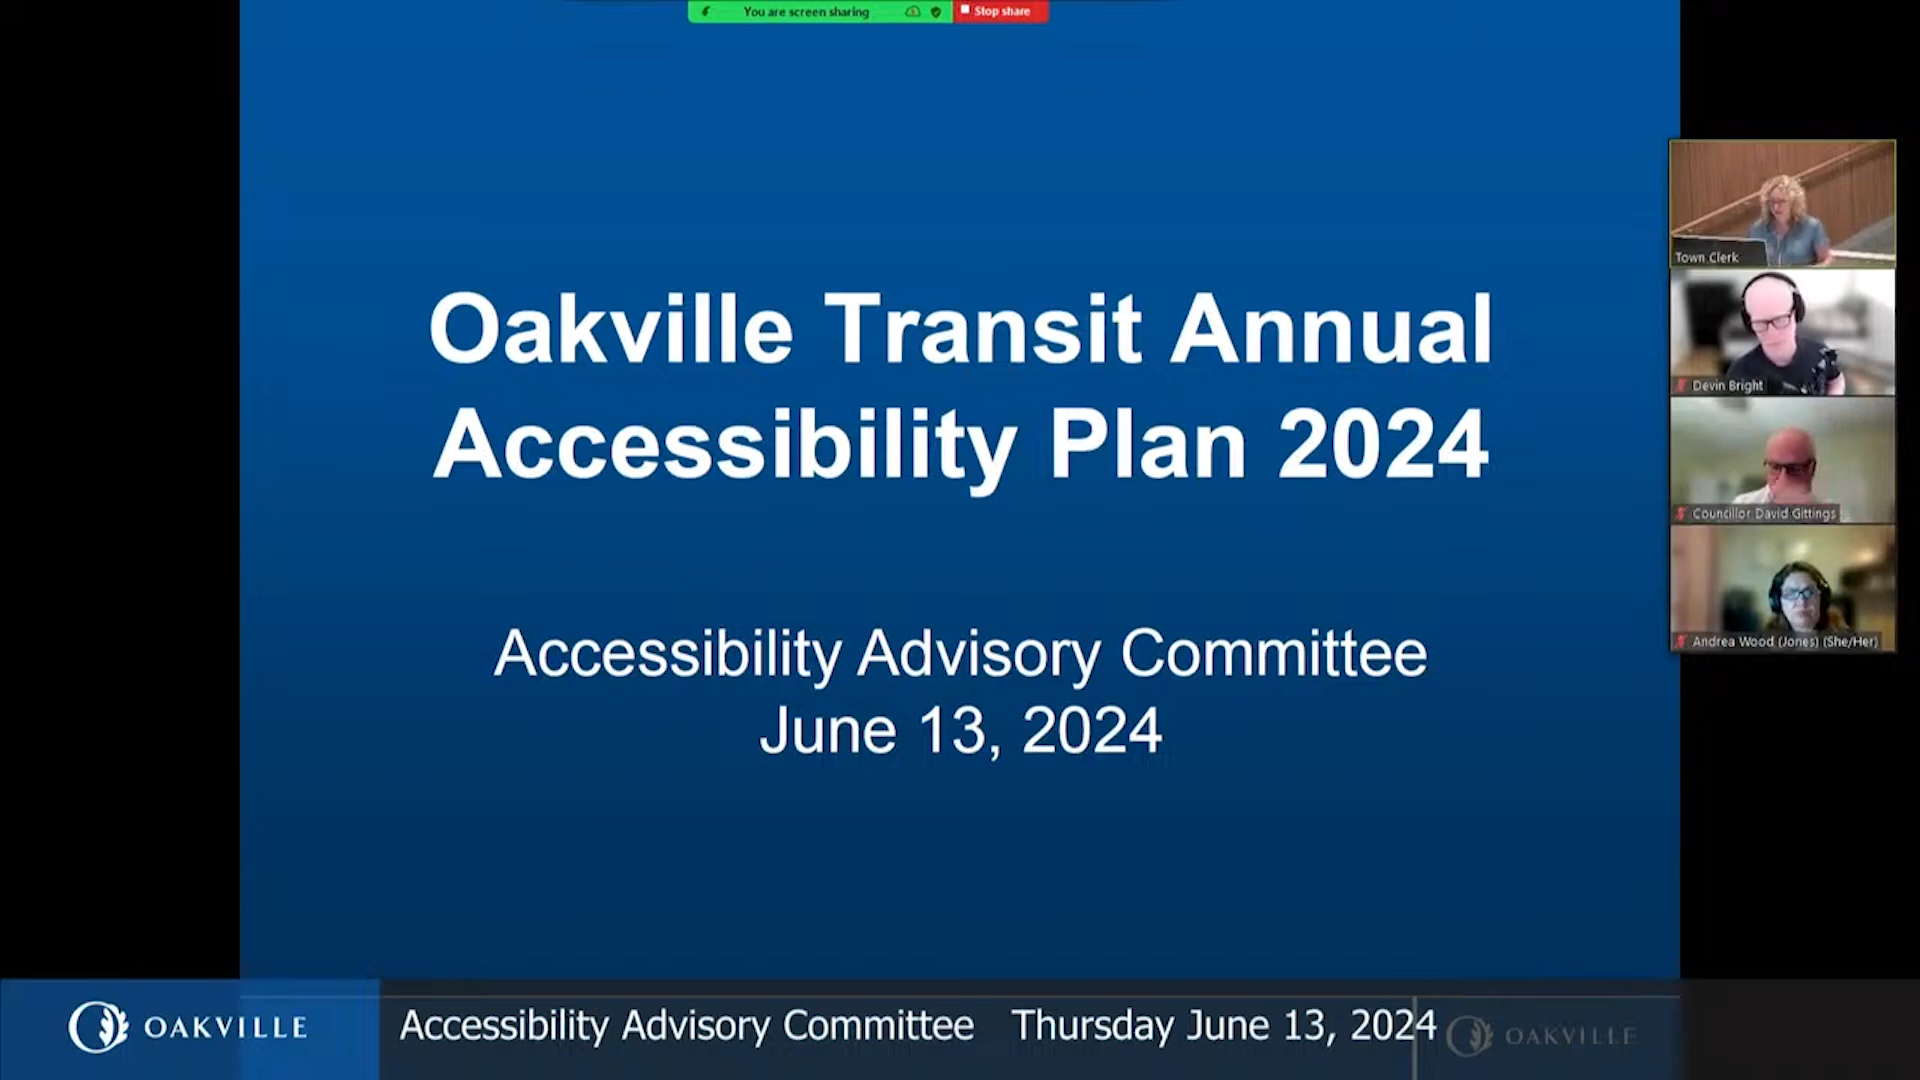 You are screen sharing
Stop share
Oakville Transit Annual
Accessibility Plan 2024
Accessibility Advisory Committee
June 13, 2024
Town Clerk
Devin Bright
Councillor David Gittings
Andrea Wood (Jones) (She/Her)
OAKVILLE
Accessibility Advisory Committee Thursday June 13, 2024
OAKVILLE